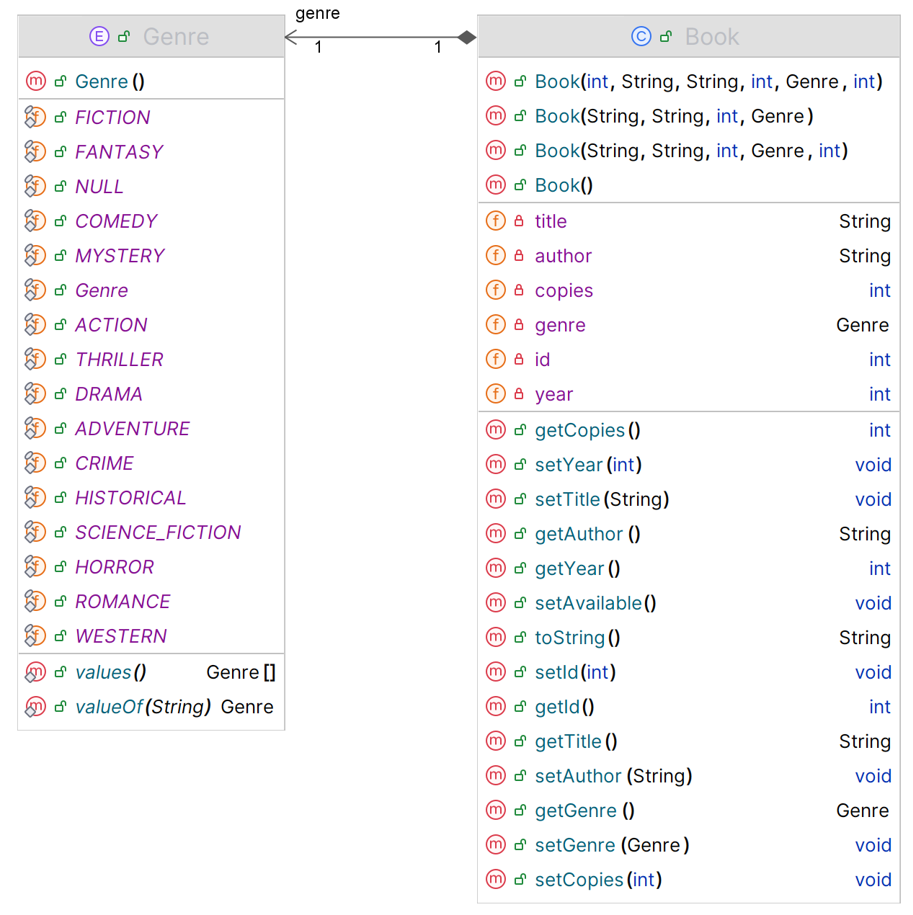 genre
1
1
E Genre
m Genre()
f FICTION
f FANTASY
f NULL
f COMEDY
f MYSTERY
f Genre
f ACTION
f THRILLER
f DRAMA
f ADVENTURE
f CRIME
f HISTORICAL
f SCIENCE_FICTION
f HORROR
f ROMANCE
f WESTERN
m values() Genre[]
m valueOf(String) Genre
C Book
m Book(int, String, String, int, Genre, int)
m Book(String, String, int, Genre)
m Book(String, String, int, Genre, int)
m Book()
f title String
f author String
f copies int
f genre Genre
f id int
f year int
m getCopies() int
m setYear(int) void
m setTitle(String) void
m getAuthor() String
m getYear() int
m setAvailable() void
m toString() String
m setId(int) void
m getId() int
m getTitle() String
m setAuthor(String) void
m getGenre() Genre
m setGenre(Genre) void
m setCopies(int) void